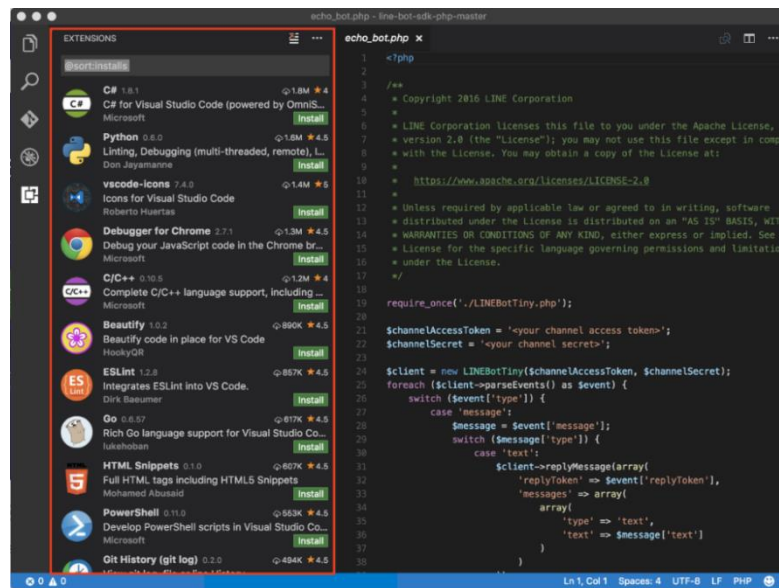 echo_bot.php - line-bot-sdk-php-master
EXTENSIONS
@sort:installs
C# 1.8.1 1.8M ★4
C# for Visual Studio Code (powered by OmniS...
Microsoft Install
Python 0.6.0 1.6M ★4.5
Linting, Debugging (multi-threaded, remote), I...
Don Jayamanne Install
vscode-icons 7.4.0 1.4M ★5
Icons for Visual Studio Code
Roberto Huertas Install
Debugger for Chrome 2.7.1 1.3M ★4.5
Debug your JavaScript code in the Chrome br...
Microsoft Install
C/C++ 0.10.5 1.2M ★4
Complete C/C++ language support, including ...
Microsoft Install
Beautify 1.0.2 890K ★4.5
Beautify code in place for VS Code
HookyQR Install
ESLint 1.2.8 857K ★4.5
Integrates ESLint into VS Code.
Dirk Baeumer Install
Go 0.6.57 617K ★4.5
Rich Go language support for Visual Studio Co...
lukehoban Install
HTML Snippets 0.1.0 607K ★4.5
Full HTML tags including HTML5 Snippets
Mohamed Abusaid Install
PowerShell 0.11.0 553K ★4.5
Develop PowerShell scripts in Visual Studio Co...
Microsoft Install
Git History (git log) 0.2.0 494K ★4.5
C#
C/C++
ES
Lint
5
echo_bot.php ×
1 <?php
2
3 /**
4 * Copyright 2016 LINE Corporation
5 *
6 * LINE Corporation licenses this file to you under the Apache License,
7 * version 2.0 (the "License"); you may not use this file except in comp
8 * with the License. You may obtain a copy of the License at:
9 *
10 * https://www.apache.org/licenses/LICENSE-2.0
11 *
12 * Unless required by applicable law or agreed to in writing, software
13 * distributed under the License is distributed on an "AS IS" BASIS, WIT
14 * WARRANTIES OR CONDITIONS OF ANY KIND, either express or implied. See
15 * License for the specific language governing permissions and limitatio
16 * under the License.
17 */
18
19 require_once('./LINEBotTiny.php');
20
21 $channelAccessToken = '<your channel access token>';
22 $channelSecret = '<your channel secret>';
23
24 $client = new LINEBotTiny($channelAccessToken, $channelSecret);
25 foreach ($client->parseEvents() as $event) {
26 switch ($event['type']) {
27 case 'message':
28 $message = $event['message'];
29 switch ($message['type']) {
30 case 'text':
31 $client->replyMessage(array(
32 'replyToken' => $event['replyToken'],
33 'messages' => array(
34 array(
35 'type' => 'text',
36 'text' => $message['text']
37 )
38 )
0 0 Ln 1, Col 1 Spaces: 4 UTF-8 LF PHP